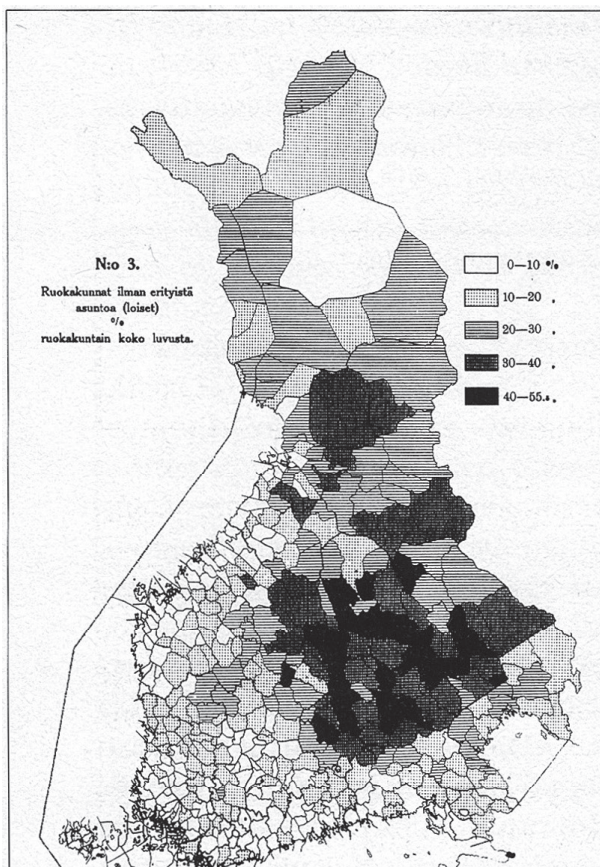 N:o 3.
Ruokakunnat ilman erityistä
asuntoa (loiset)
%
ruokakuntain koko luvusta.
0—10 %
10—20 „
20—30 „
30—40 „
40—55.s „